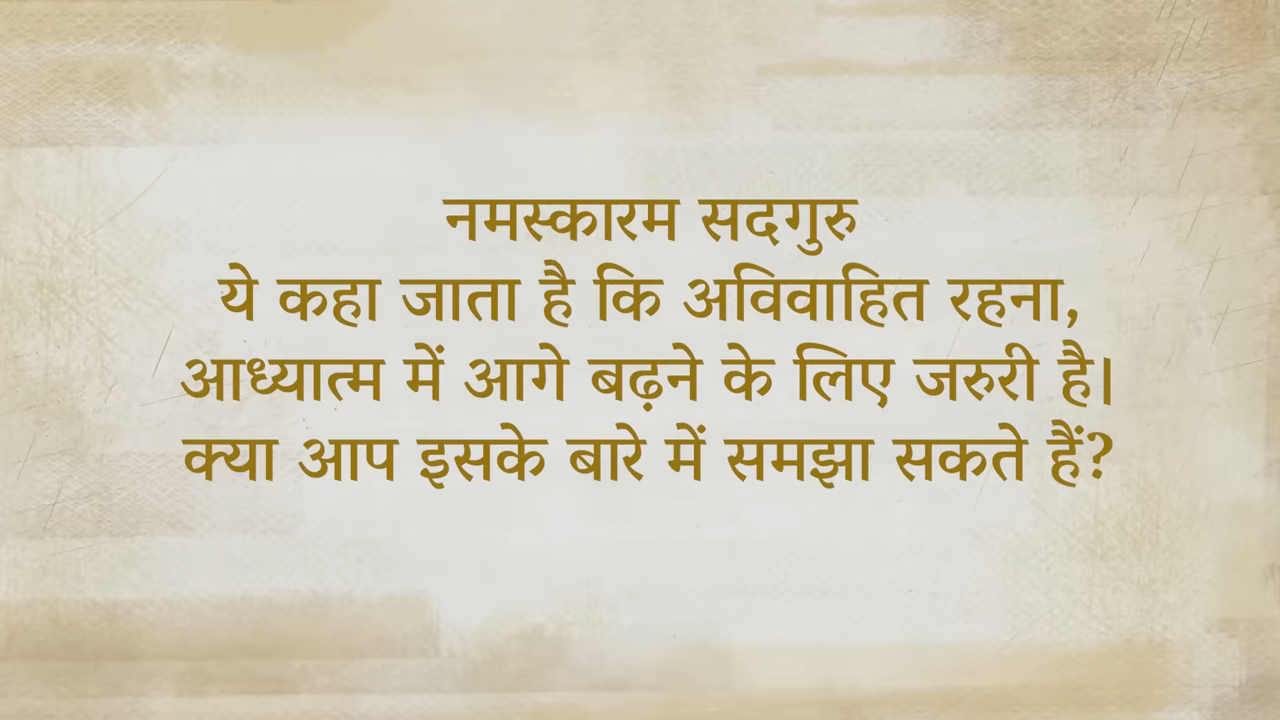 नमस्कारम सदगुरु
ये कहा जाता है कि अविवाहित रहना,
आध्यात्म में आगे बढ़ने के लिए जरुरी है।
क्या आप इसके बारे में समझा सकते हैं?